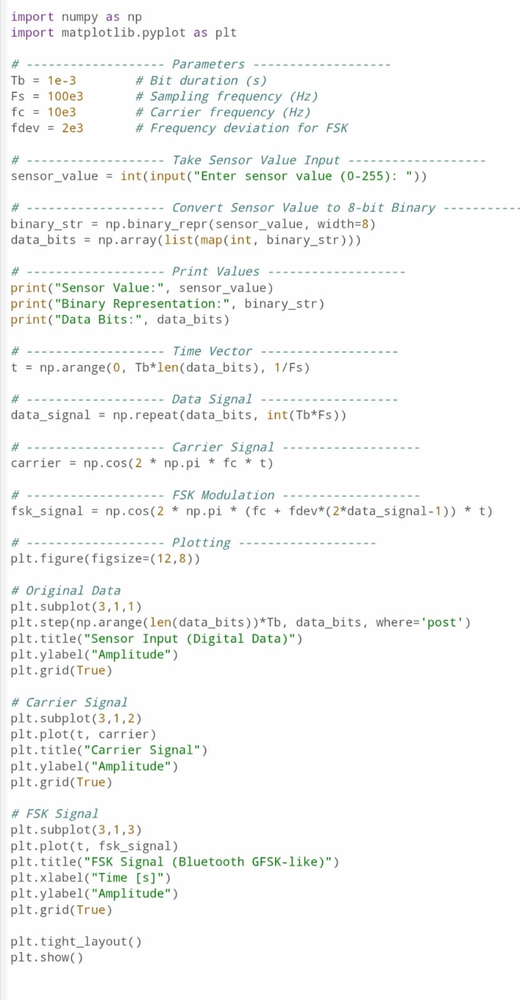 import numpy as np
import matplotlib.pyplot as plt
# ------------------- Parameters -------------------
Tb = 1e-3        # Bit duration (s)
Fs = 100e3       # Sampling frequency (Hz)
fc = 10e3        # Carrier frequency (Hz)
fdev = 2e3       # Frequency deviation for FSK
# ------------------- Take Sensor Value Input -------------------
sensor_value = int(input("Enter sensor value (0-255): "))
# ------------------- Convert Sensor Value to 8-bit Binary -----------
binary_str = np.binary_repr(sensor_value, width=8)
data_bits = np.array(list(map(int, binary_str)))
# ------------------- Print Values -------------------
print("Sensor Value:", sensor_value)
print("Binary Representation:", binary_str)
print("Data Bits:", data_bits)
# ------------------- Time Vector -------------------
t = np.arange(0, Tb*len(data_bits), 1/Fs)
# ------------------- Data Signal -------------------
data_signal = np.repeat(data_bits, int(Tb*Fs))
# ------------------- Carrier Signal -------------------
carrier = np.cos(2 * np.pi * fc * t)
# ------------------- FSK Modulation -------------------
fsk_signal = np.cos(2 * np.pi * (fc + fdev*(2*data_signal-1)) * t)
# ------------------- Plotting -------------------
plt.figure(figsize=(12,8))
# Original Data
plt.subplot(3,1,1)
plt.step(np.arange(len(data_bits))*Tb, data_bits, where='post')
plt.title("Sensor Input (Digital Data)")
plt.ylabel("Amplitude")
plt.grid(True)
# Carrier Signal
plt.subplot(3,1,2)
plt.plot(t, carrier)
plt.title("Carrier Signal")
plt.ylabel("Amplitude")
plt.grid(True)
# FSK Signal
plt.subplot(3,1,3)
plt.plot(t, fsk_signal)
plt.title("FSK Signal (Bluetooth GFSK-like)")
plt.xlabel("Time [s]")
plt.ylabel("Amplitude")
plt.grid(True)
plt.tight_layout()
plt.show()